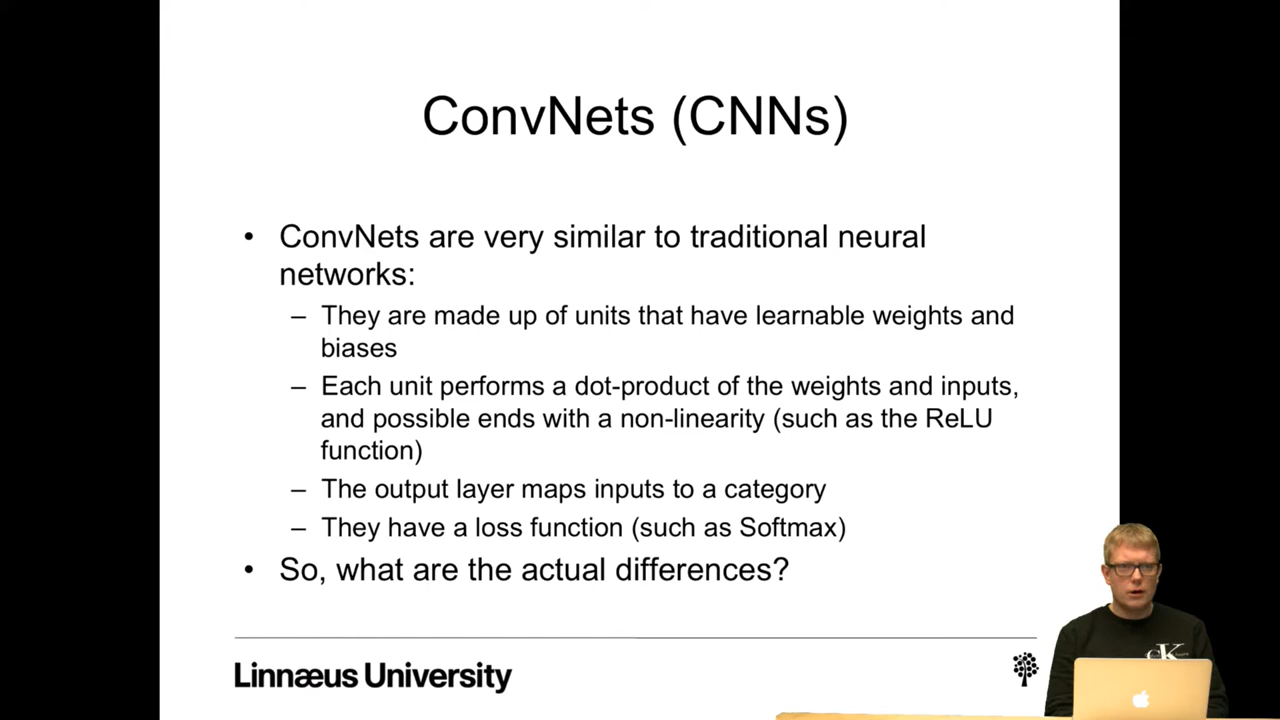 ConvNets (CNNs)
• ConvNets are very similar to traditional neural
networks:
– They are made up of units that have learnable weights and
biases
– Each unit performs a dot-product of the weights and inputs,
and possible ends with a non-linearity (such as the ReLU
function)
– The output layer maps inputs to a category
– They have a loss function (such as Softmax)
• So, what are the actual differences?
Linnæus University
CK